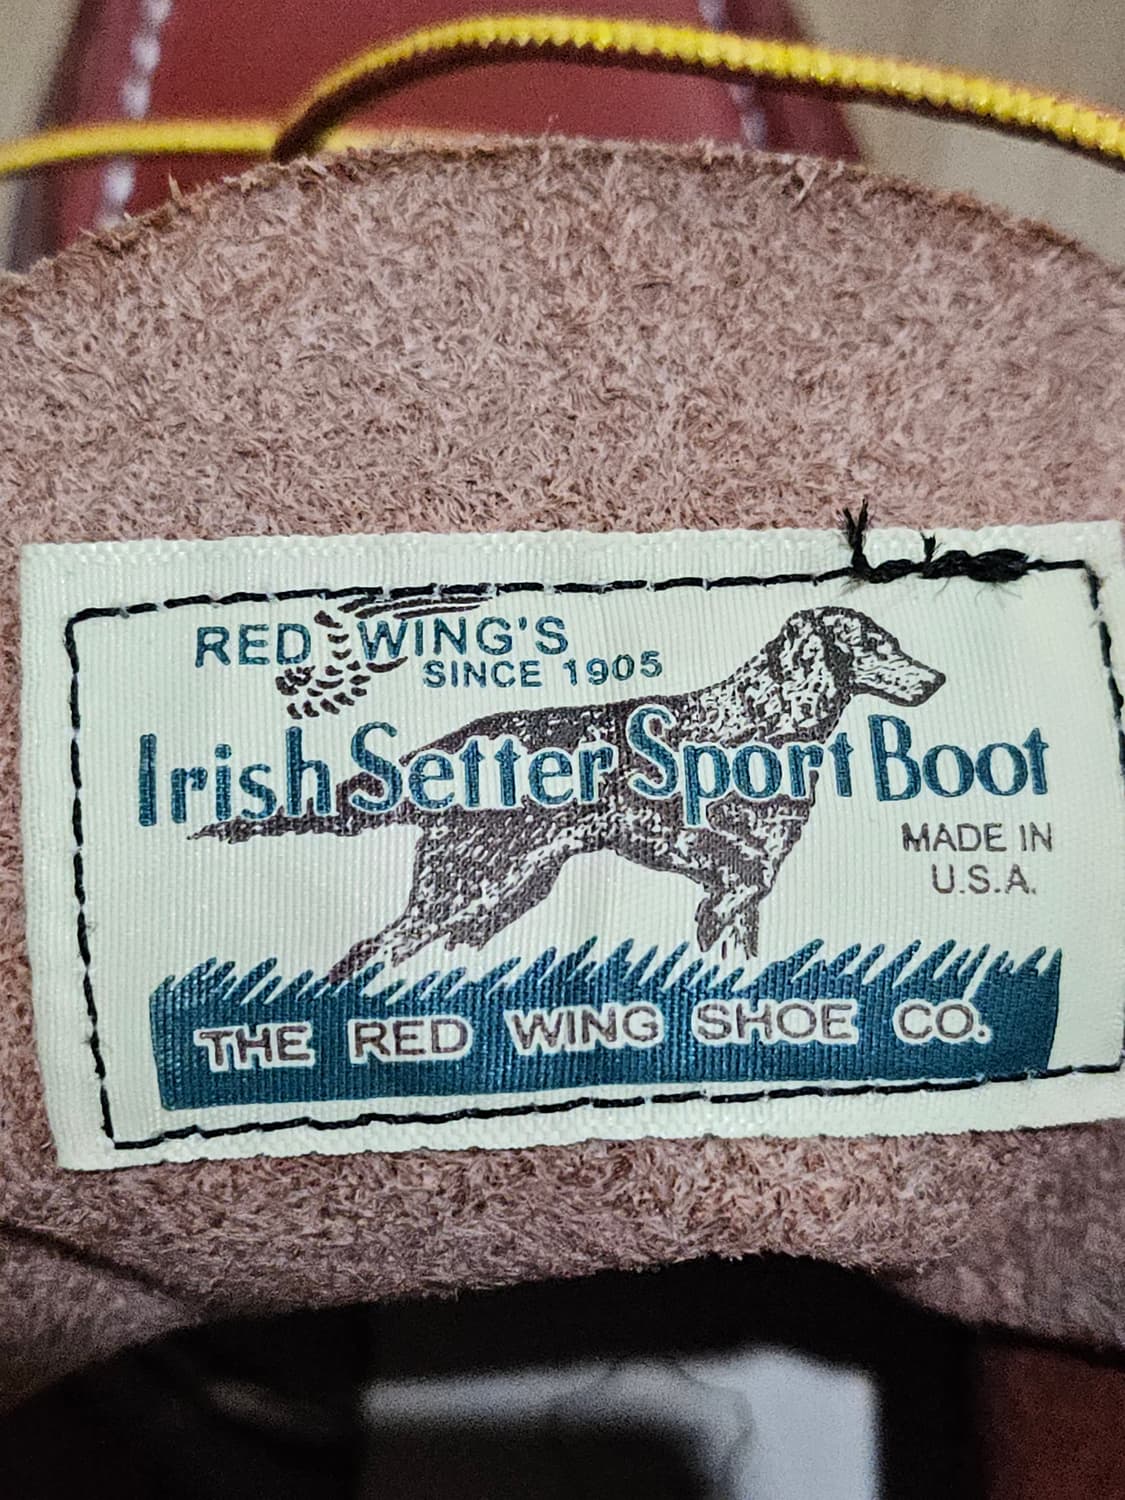 RED WING'S
SINCE 1905
Irish Setter Sport Boot
MADE IN
U.S.A.
THE RED WING SHOE CO.